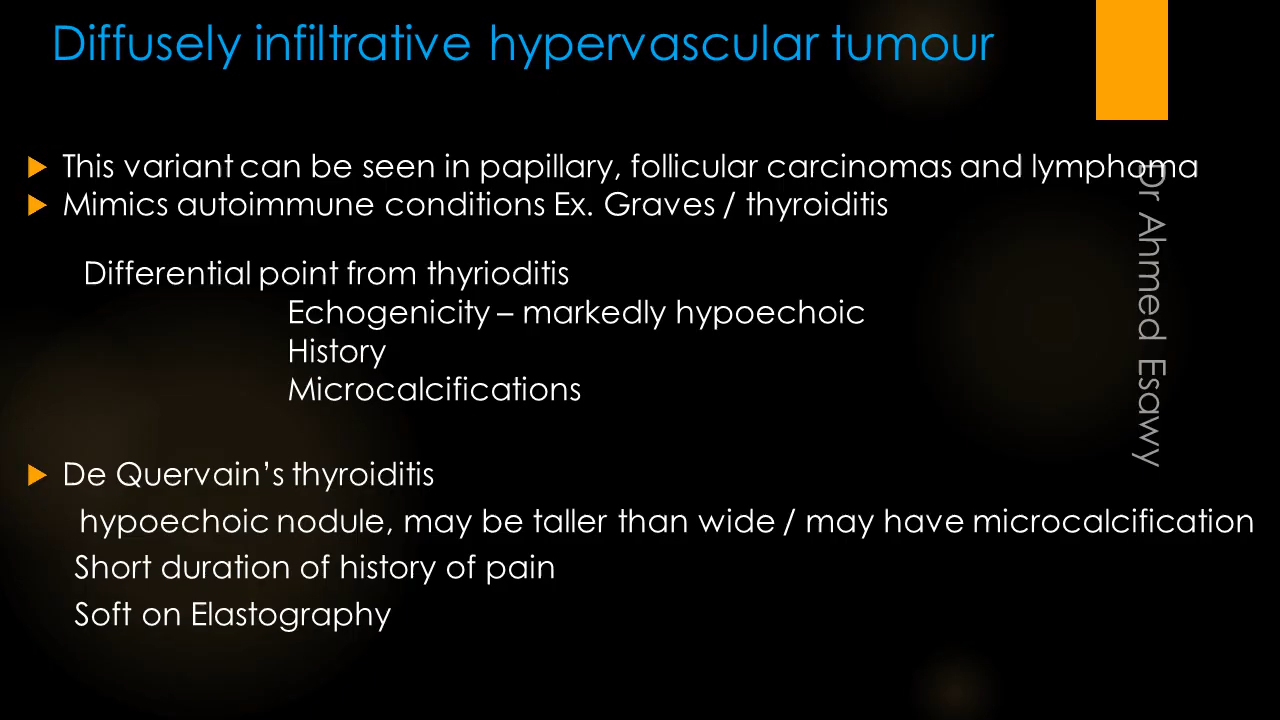 Diffusely infiltrative hypervascular tumour
This variant can be seen in papillary, follicular carcinomas and lymphoma
Mimics autoimmune conditions Ex. Graves / thyroiditis
Differential point from thyrioditis
Echogenicity – markedly hypoechoic
History
Microcalcifications
De Quervain’s thyroiditis
hypoechoic nodule, may be taller than wide / may have microcalcification
Short duration of history of pain
Soft on Elastography
Dr Ahmed Esawy